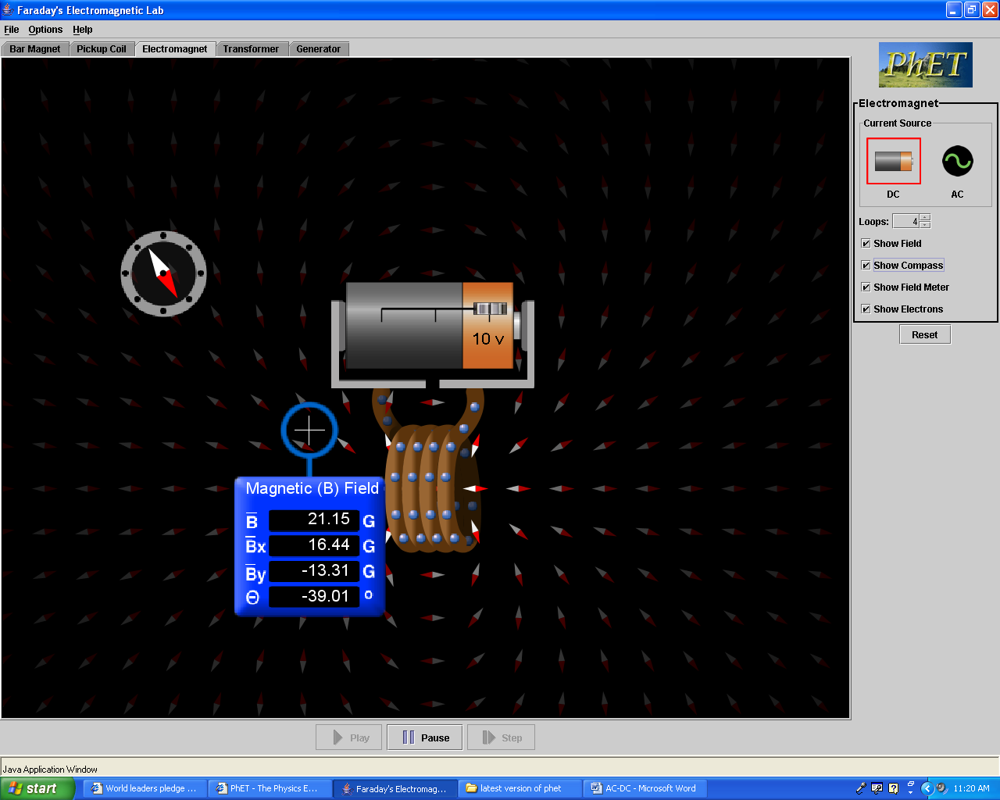 Faraday's Electromagnetic Lab
File Options Help
Bar Magnet Pickup Coil Electromagnet Transformer Generator
PhET
Electromagnet
Current Source
DC AC
Loops: 4
Show Field
Show Compass
Show Field Meter
Show Electrons
Reset
10 v
Magnetic (B) Field
B 21.15 G
Bx 16.44 G
By -13.31 G
Θ -39.01 o
Play Pause Step
Java Application Window
start World leaders pledge ... PhET - The Physics E... Faraday's Electromag... latest version of phet AC-DC - Microsoft Word 11:20 AM